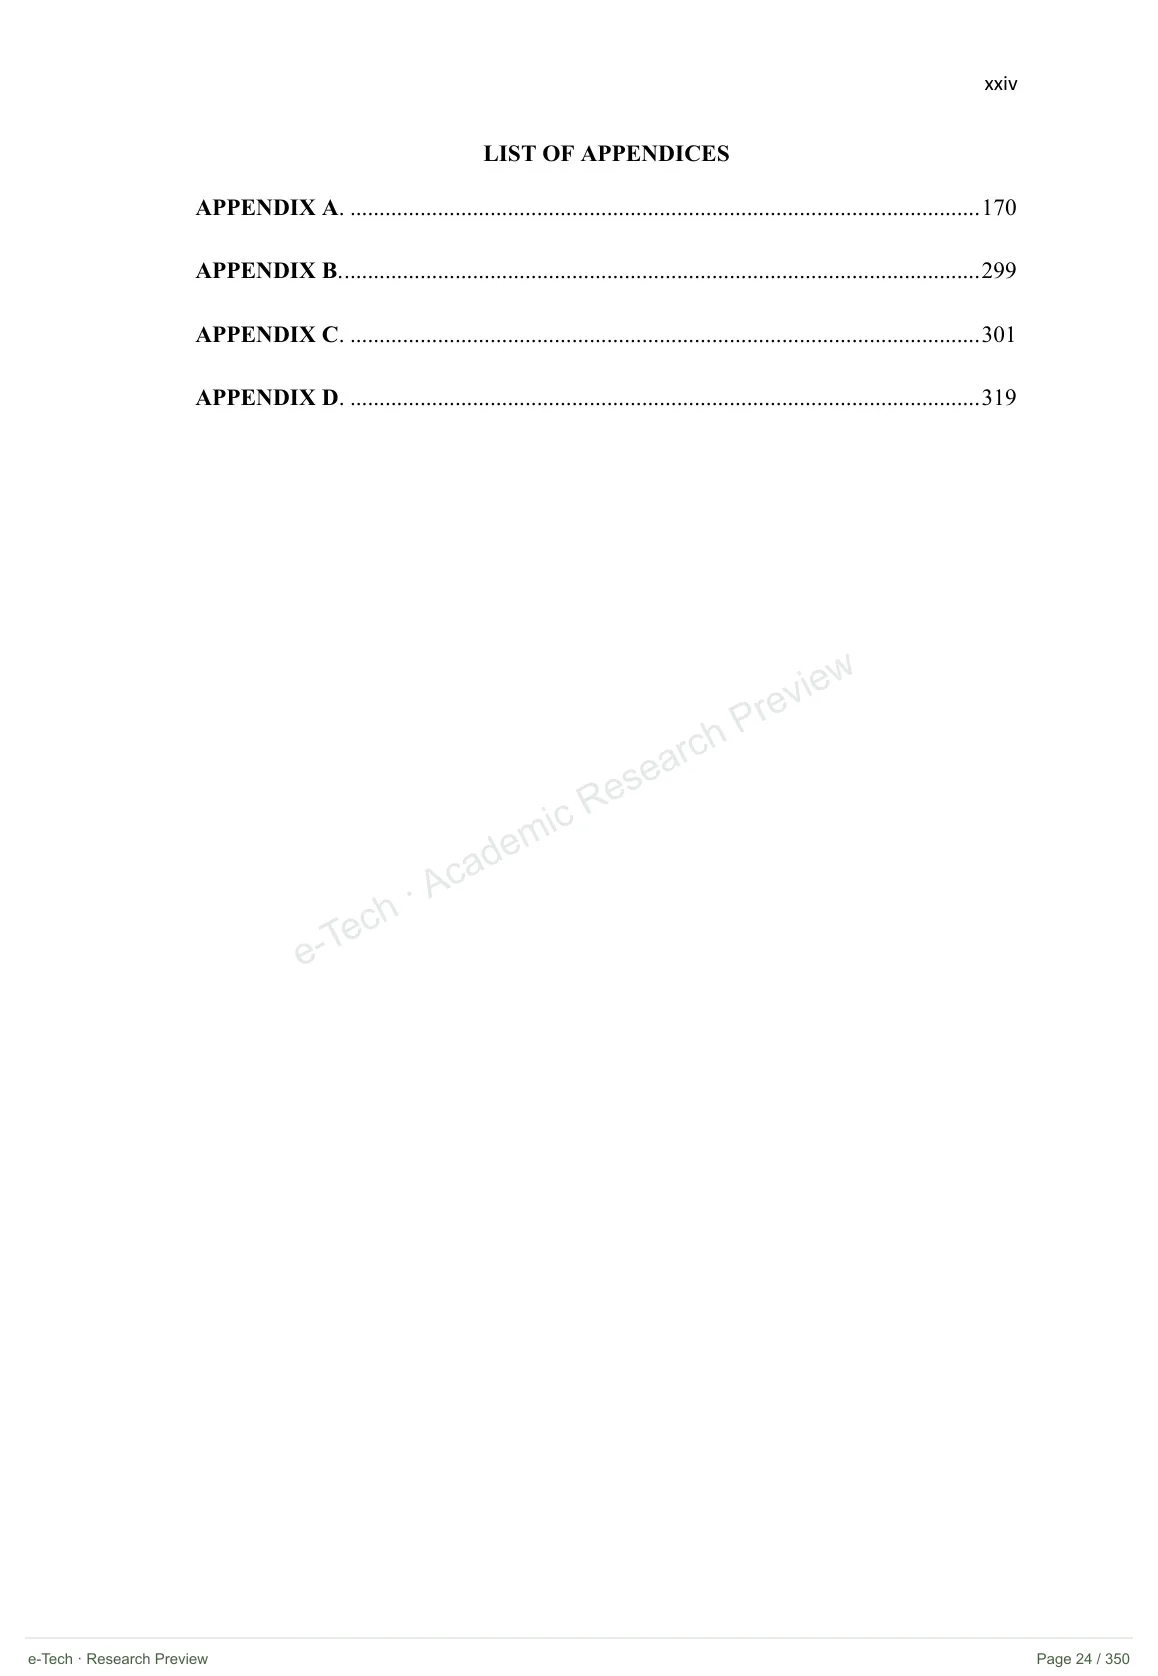 xxiv
LIST OF APPENDICES
APPENDIX A. .............................................................................................................170
APPENDIX B..............................................................................................................299
APPENDIX C. .............................................................................................................301
APPENDIX D. .............................................................................................................319
e-Tech · Academic Research Preview
e-Tech · Research Preview Page 24 / 350